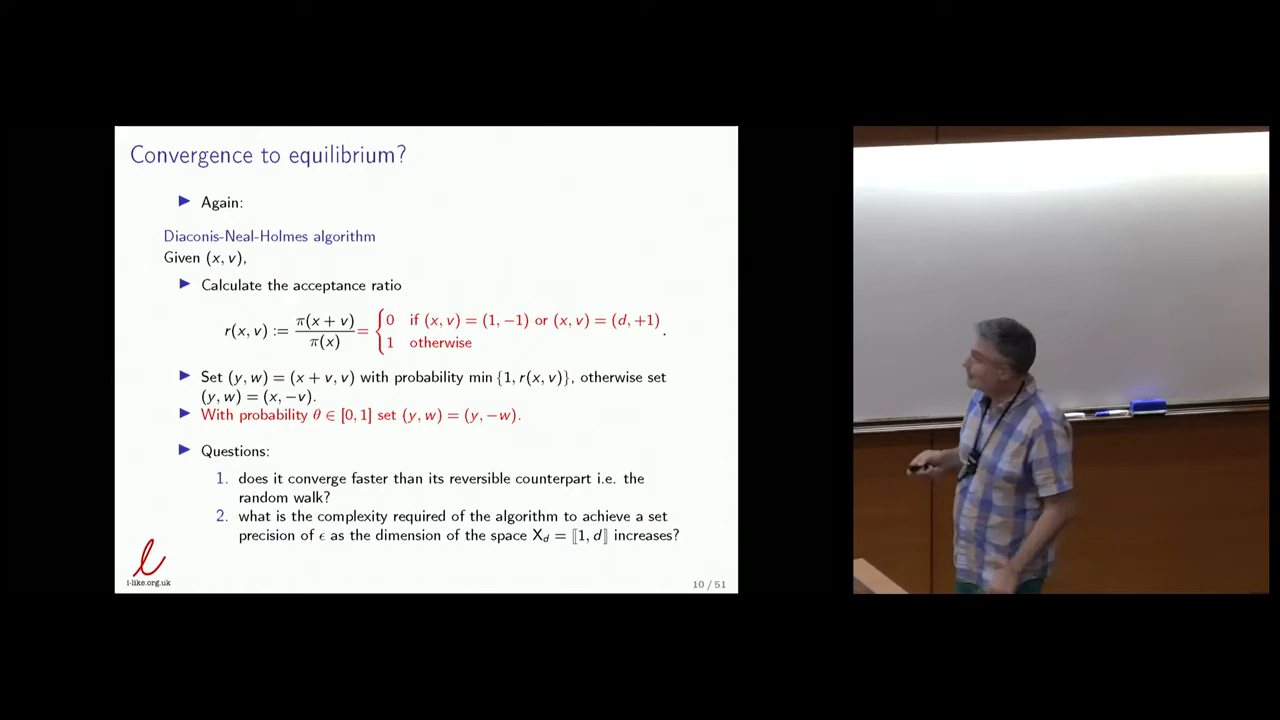 Convergence to equilibrium?
▶ Again:
Diaconis-Neal-Holmes algorithm
Given (x, v),
▶ Calculate the acceptance ratio
r(x, v) := π(x + v) / π(x) = { 0 if (x, v) = (1, −1) or (x, v) = (d, +1)
1 otherwise .
▶ Set (y, w) = (x + v, v) with probability min {1, r(x, v)}, otherwise set
(y, w) = (x, −v).
▶ With probability θ ∈ [0, 1] set (y, w) = (y, −w).
▶ Questions:
1. does it converge faster than its reversible counterpart i.e. the
random walk?
2. what is the complexity required of the algorithm to achieve a set
precision of ϵ as the dimension of the space X_d = ⟦1, d⟧ increases?
l
i-like.org.uk
10 / 51